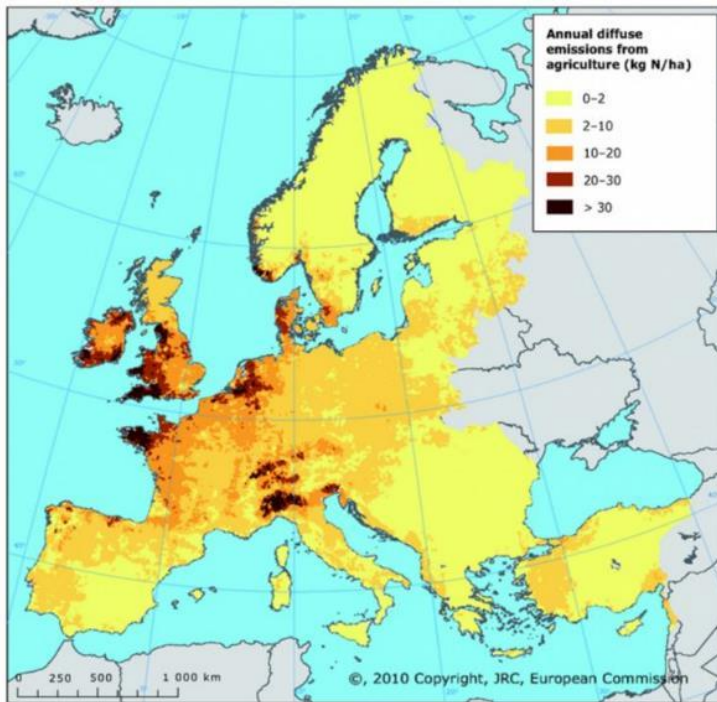 Annual diffuse
emissions from
agriculture (kg N/ha)
0–2
2–10
10–20
20–30
> 30
0 250 500 1 000 km
©, 2010 Copyright, JRC, European Commission